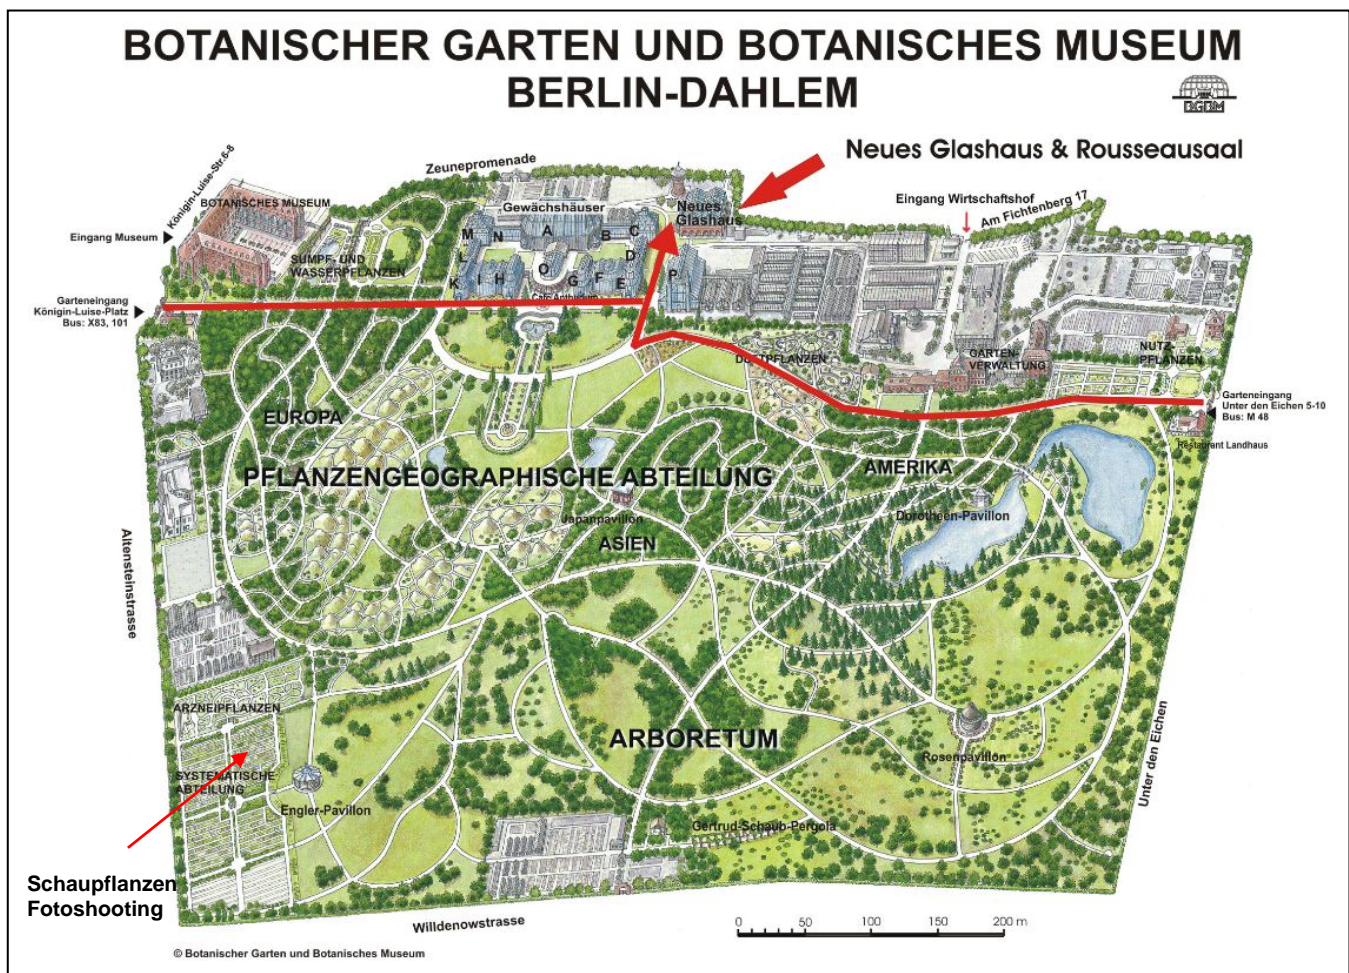 BOTANISCHER GARTEN UND BOTANISCHES MUSEUM
BERLIN-DAHLEM
BGBM
Neues Glashaus & Rousseausaal
Zeunepromenade
Königin-Luise-Str.6-8
BOTANISCHES MUSEUM
Eingang Museum
SUMPF- UND
WASSERPFLANZEN
Gewächshäuser
Neues
Glashaus
Eingang Wirtschaftshof
Am Fichtenberg 17
M
N
A
B
C
L
D
K
I
H
O
G
F
E
P
Café Anthurium
Garteneingang
Königin-Luise-Platz
Bus: X83, 101
DUFTPFLANZEN
GARTEN-
VERWALTUNG
NUTZ-
PFLANZEN
Garteneingang
Unter den Eichen 5-10
Bus: M 48
Restaurant Landhaus
EUROPA
PFLANZENGEOGRAPHISCHE ABTEILUNG
AMERIKA
Japanpavillon
ASIEN
Dorotheen-Pavillon
Altensteinstrasse
ARZNEIPFLANZEN
SYSTEMATISCHE
ABTEILUNG
Engler-Pavillon
ARBORETUM
Rosenpavillon
Gertrud-Schaub-Pergola
Unter den Eichen
Schaupflanzen
Fotoshooting
Willdenowstrasse
0 50 100 150 200 m
© Botanischer Garten und Botanisches Museum